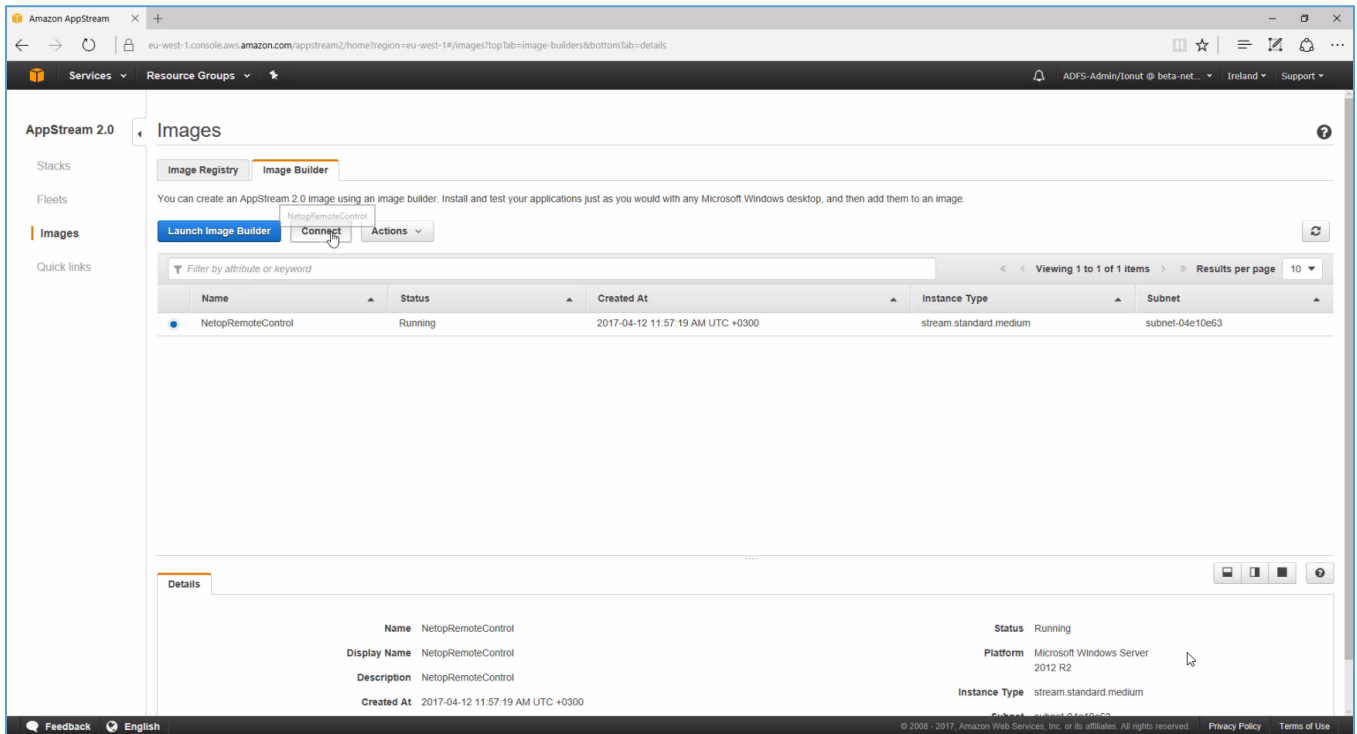 Amazon AppStream
eu-west-1.console.aws.amazon.com/appstream2/home?region=eu-west-1#/images?topTab=image-builders&bottomTab=details
Services Resource Groups ADFS-Admin/Ionut @ beta-net... Ireland Support
AppStream 2.0
Stacks
Fleets
Images
Quick links
Images
Image Registry Image Builder
You can create an AppStream 2.0 image using an image builder. Install and test your applications just as you would with any Microsoft Windows desktop, and then add them to an image.
NetopRemoteControl
Launch Image Builder Connect Actions
Filter by attribute or keyword
Viewing 1 to 1 of 1 items Results per page 10
Name Status Created At Instance Type Subnet
NetopRemoteControl Running 2017-04-12 11:57:19 AM UTC +0300 stream.standard.medium subnet-04e10e63
Details
Name NetopRemoteControl
Display Name NetopRemoteControl
Description NetopRemoteControl
Created At 2017-04-12 11:57:19 AM UTC +0300
Status Running
Platform Microsoft Windows Server
2012 R2
Instance Type stream.standard.medium
Subnet subnet-04e10e63
Feedback English
© 2008 - 2017, Amazon Web Services, Inc. or its affiliates. All rights reserved. Privacy Policy Terms of Use